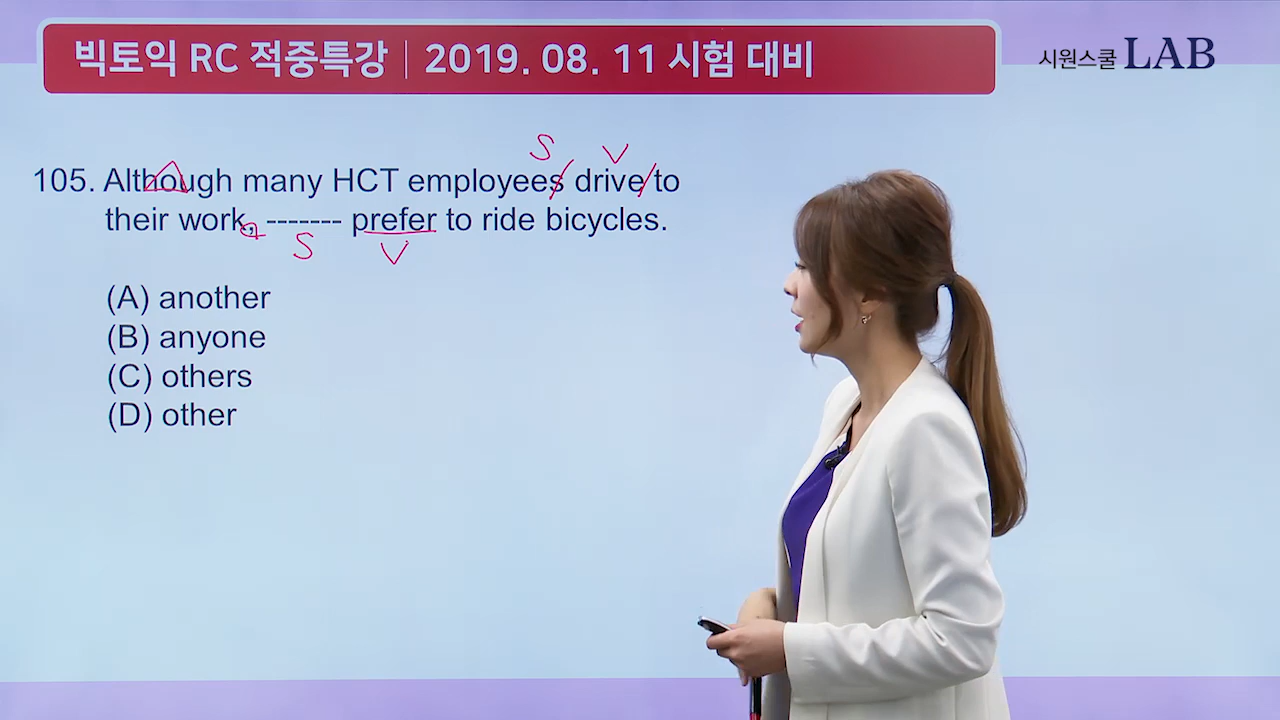 빅토익 RC 적중특강 | 2019. 08. 11 시험 대비
시원스쿨 LAB
S V
105. Although many HCT employees drive to
their work, ------- prefer to ride bicycles.
S V
(A) another
(B) anyone
(C) others
(D) other